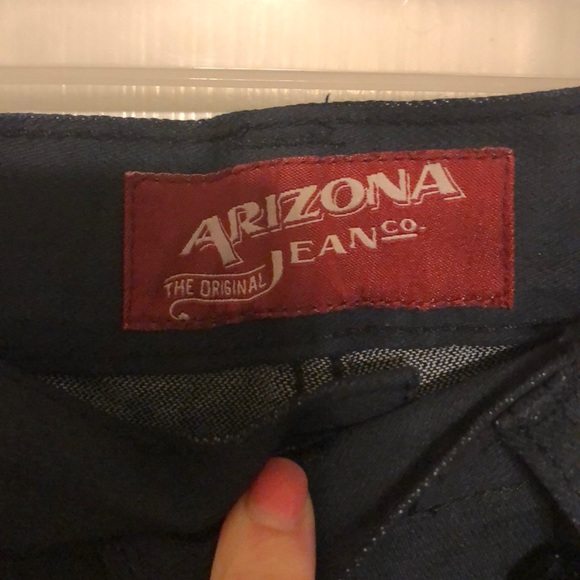 ARIZONA
JEAN CO.
THE ORIGINAL